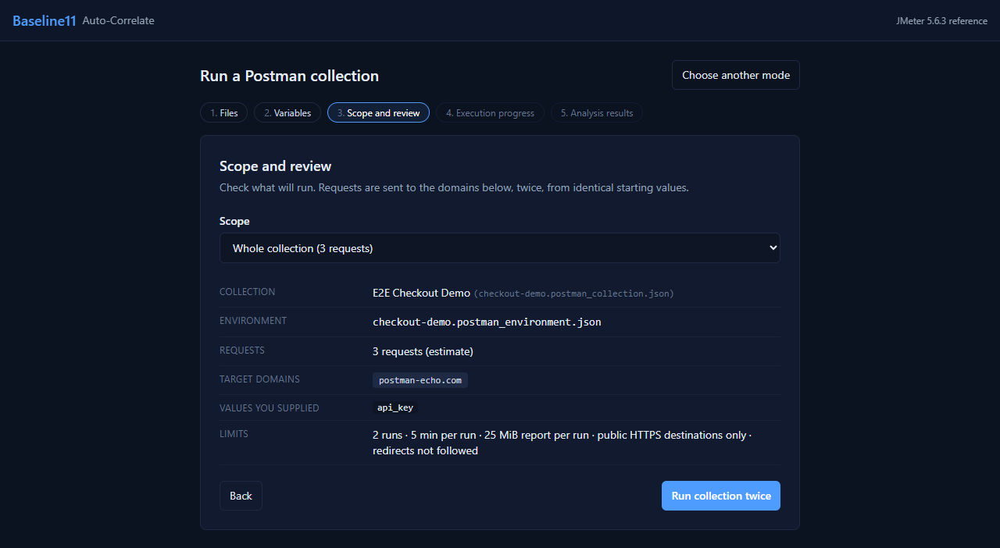 Baseline11 Auto-Correlate
JMeter 5.6.3 reference
Run a Postman collection
Choose another mode
1. Files
2. Variables
3. Scope and review
4. Execution progress
5. Analysis results
Scope and review
Check what will run. Requests are sent to the domains below, twice, from identical starting values.
Scope
Whole collection (3 requests)
COLLECTION
E2E Checkout Demo (checkout-demo.postman_collection.json)
ENVIRONMENT
checkout-demo.postman_environment.json
REQUESTS
3 requests (estimate)
TARGET DOMAINS
postman-echo.com
VALUES YOU SUPPLIED
api_key
LIMITS
2 runs · 5 min per run · 25 MiB report per run · public HTTPS destinations only ·
redirects not followed
Back
Run collection twice